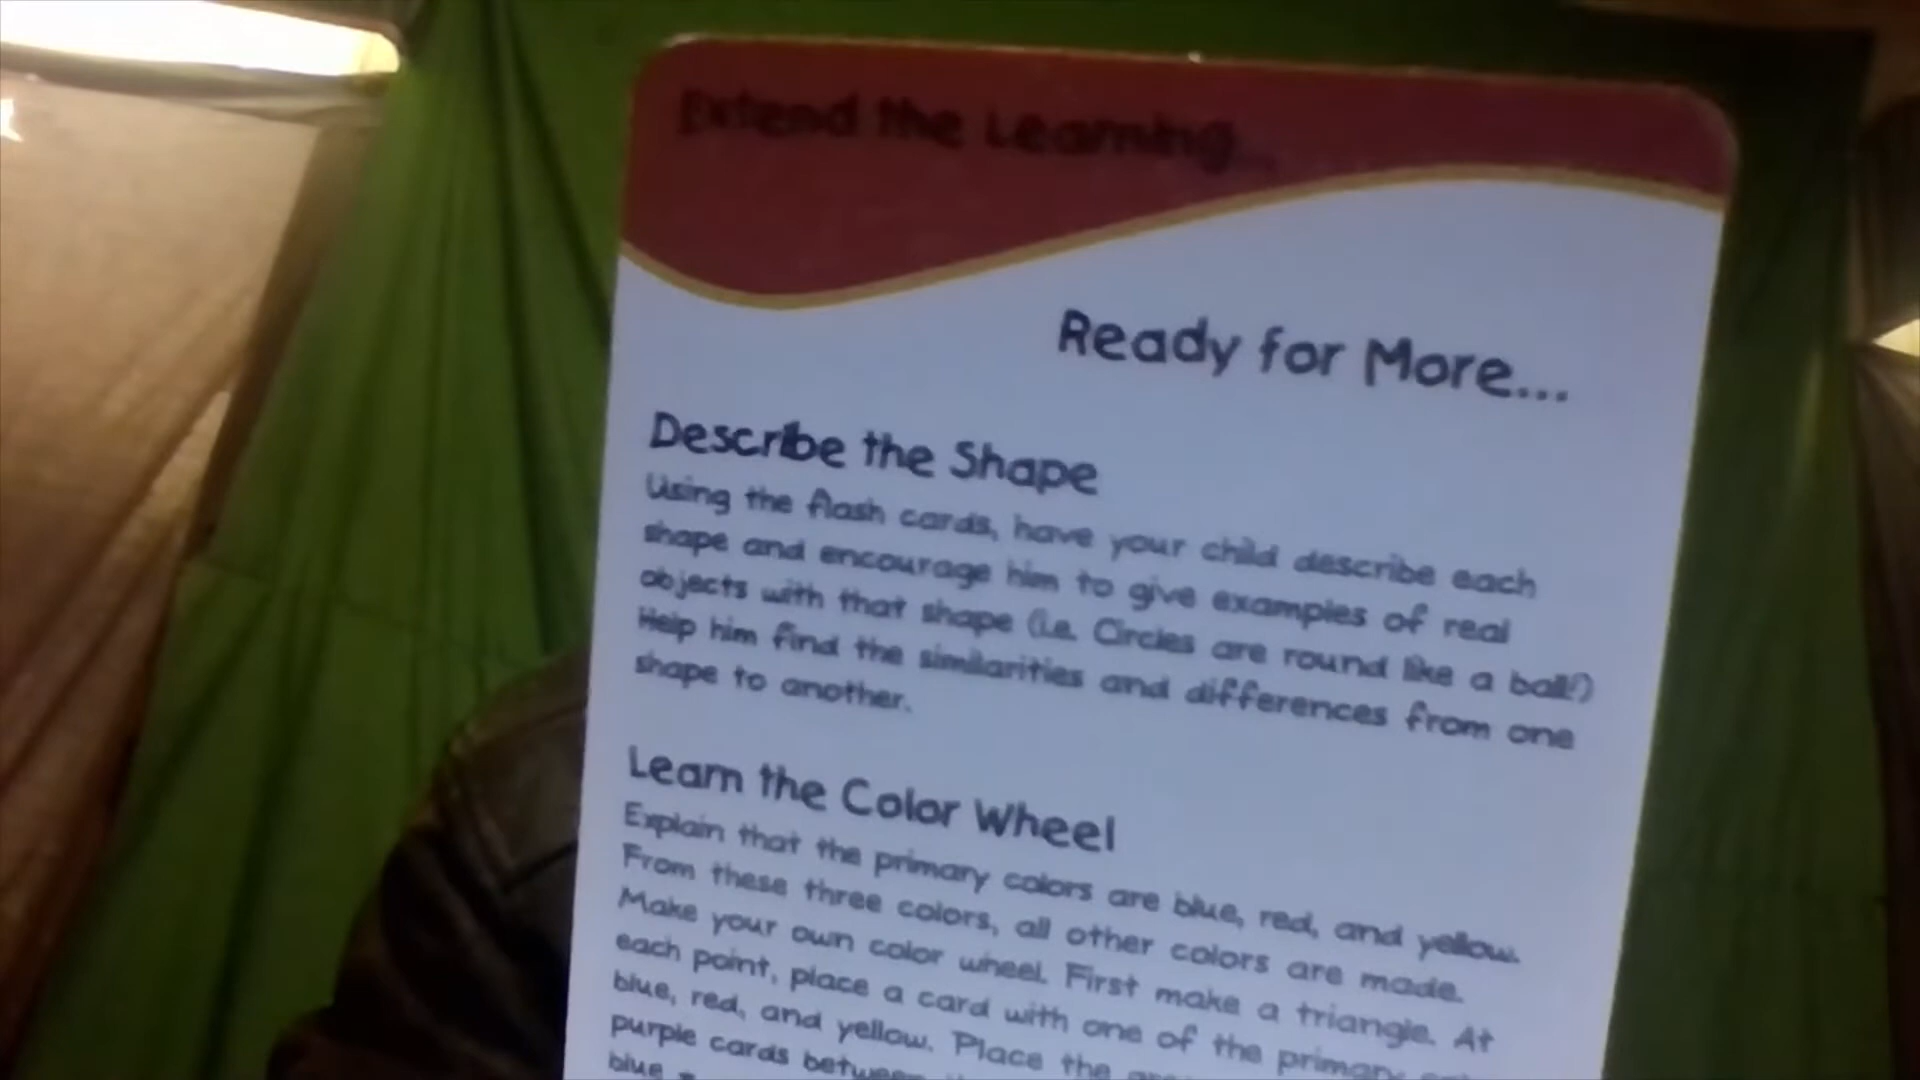 Extend the Learning...
Ready for More...
Describe the Shape
Using the flash cards, have your child describe each
shape and encourage him to give examples of real
objects with that shape (i.e. Circles are round like a ball!)
Help him find the similarities and differences from one
shape to another.
Learn the Color Wheel
Explain that the primary colors are blue, red, and yellow.
From these three colors, all other colors are made.
Make your own color wheel. First make a triangle. At
each point, place a card with one of the primary
blue, red, and yellow. Place the
purple cards between
blue